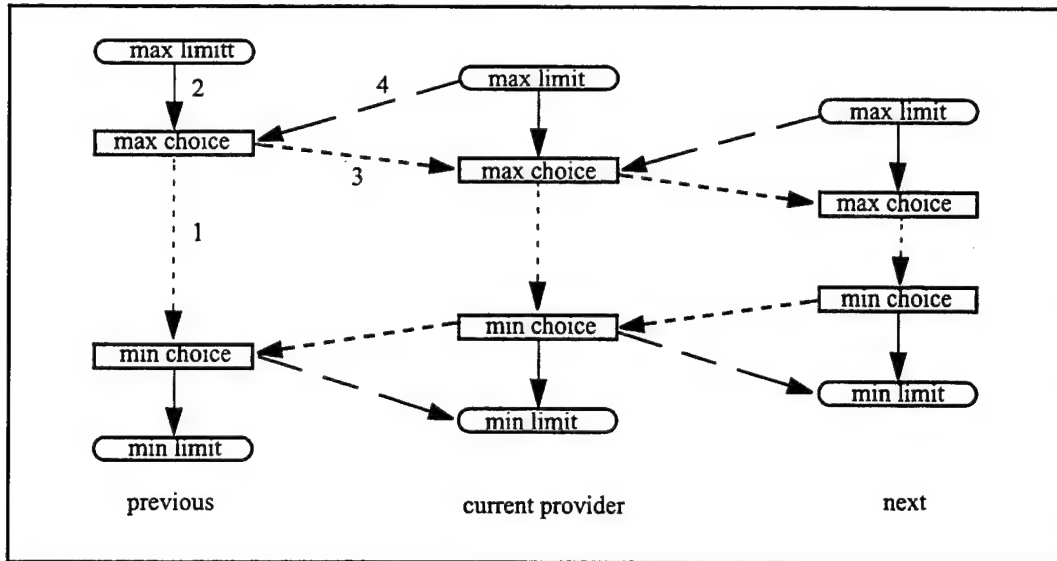 max limitt
2
4
max limit
max limit
max choice
3
max choice
max choice
1
min choice
min choice
min choice
min limit
min limit
min limit
previous
current provider
next